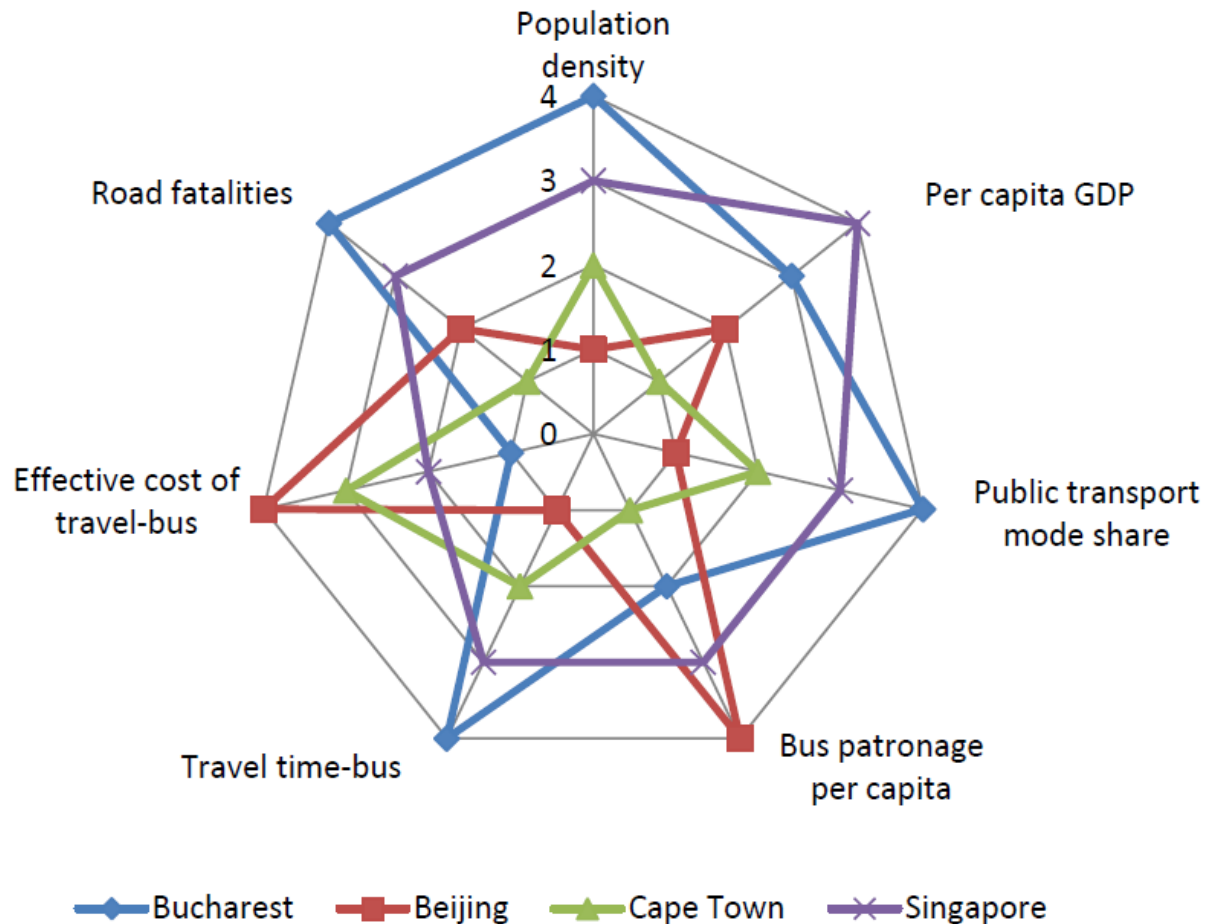 Population
density
4
3
2
1
0
Road fatalities
Per capita GDP
Effective cost of
travel-bus
Public transport
mode share
Travel time-bus
Bus patronage
per capita
Bucharest
Beijing
Cape Town
Singapore